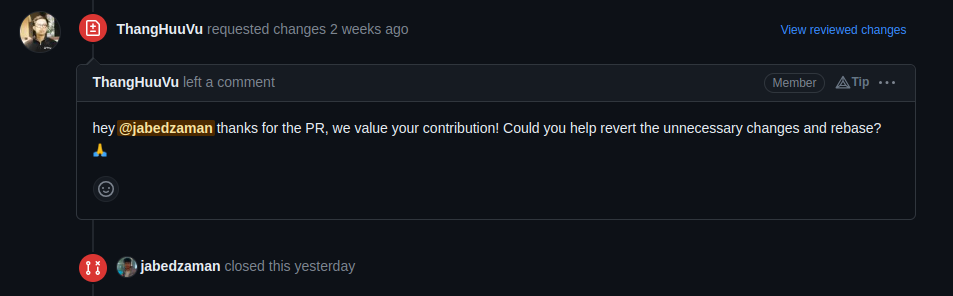 ThangHuuVu requested changes 2 weeks ago
View reviewed changes
ThangHuuVu left a comment
Member
Tip
hey @jabedzaman thanks for the PR, we value your contribution! Could you help revert the unnecessary changes and rebase?
🙏
jabedzaman closed this yesterday